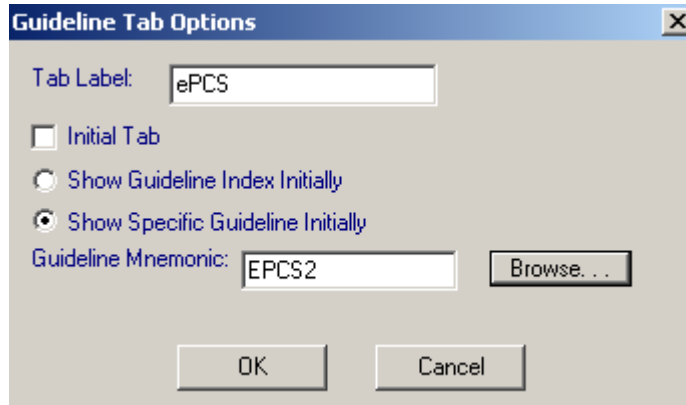 Guideline Tab Options
Tab Label: ePCS
Initial Tab
Show Guideline Index Initially
Show Specific Guideline Initially
Guideline Mnemonic: EPCS2 Browse. . .
OK Cancel